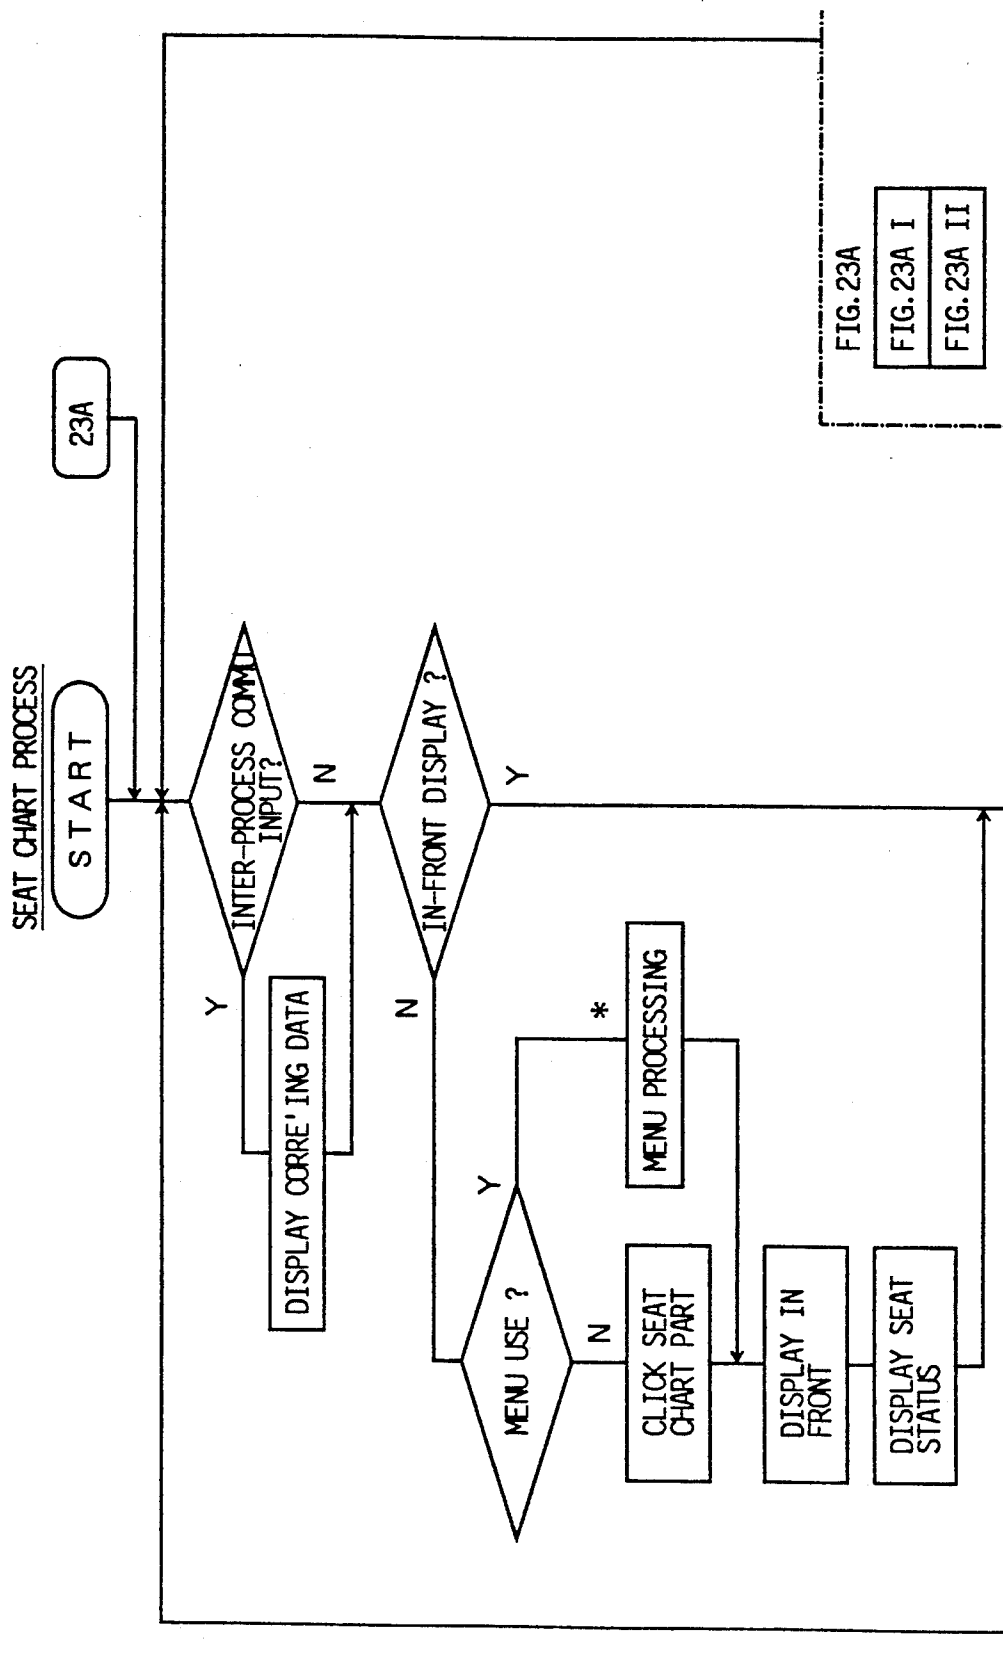 SEAT CHART PROCESS
START
23A
INTER-PROCESS COMMU
INPUT?
Y
N
DISPLAY CORRE'ING DATA
IN-FRONT DISPLAY ?
N
Y
MENU USE ?
Y
N
*
MENU PROCESSING
CLICK SEAT
CHART PART
DISPLAY IN
FRONT
DISPLAY SEAT
STATUS
FIG.23A
FIG.23A I
FIG.23A II